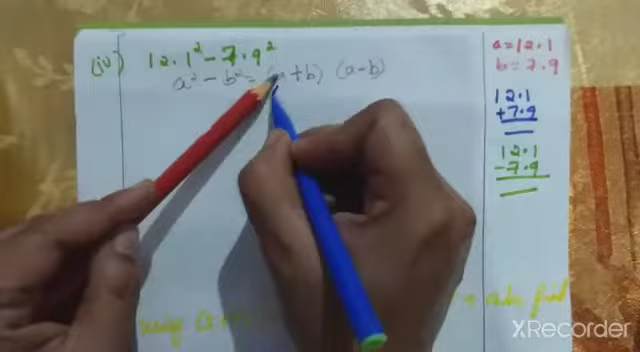 (iv) 12.1² - 7.9²
a² - b² = (a + b) (a - b)
a = 12.1
b = 7.9
12.1
+ 7.9
12.1
- 7.9
using
XRecorder